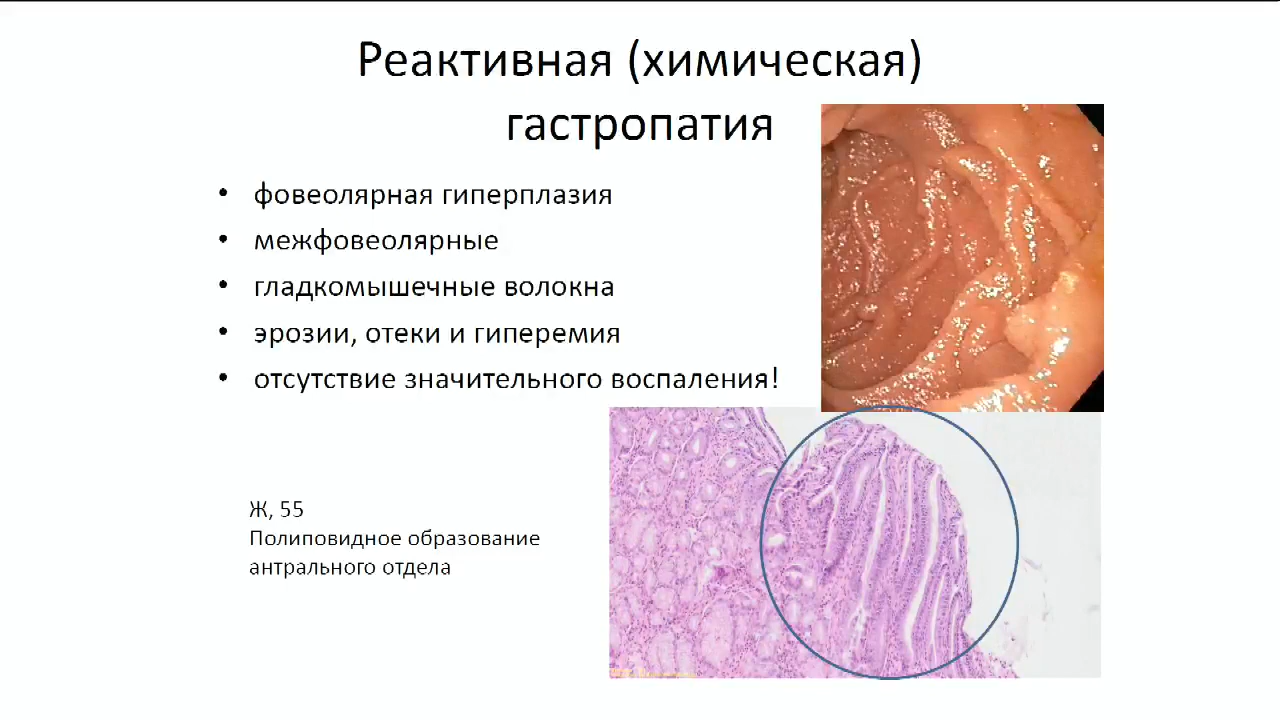 Реактивная (химическая)
гастропатия
• фовеолярная гиперплазия
• межфовеолярные
• гладкомышечные волокна
• эрозии, отеки и гиперемия
• отсутствие значительного воспаления!
Ж, 55
Полиповидное образование
антрального отдела